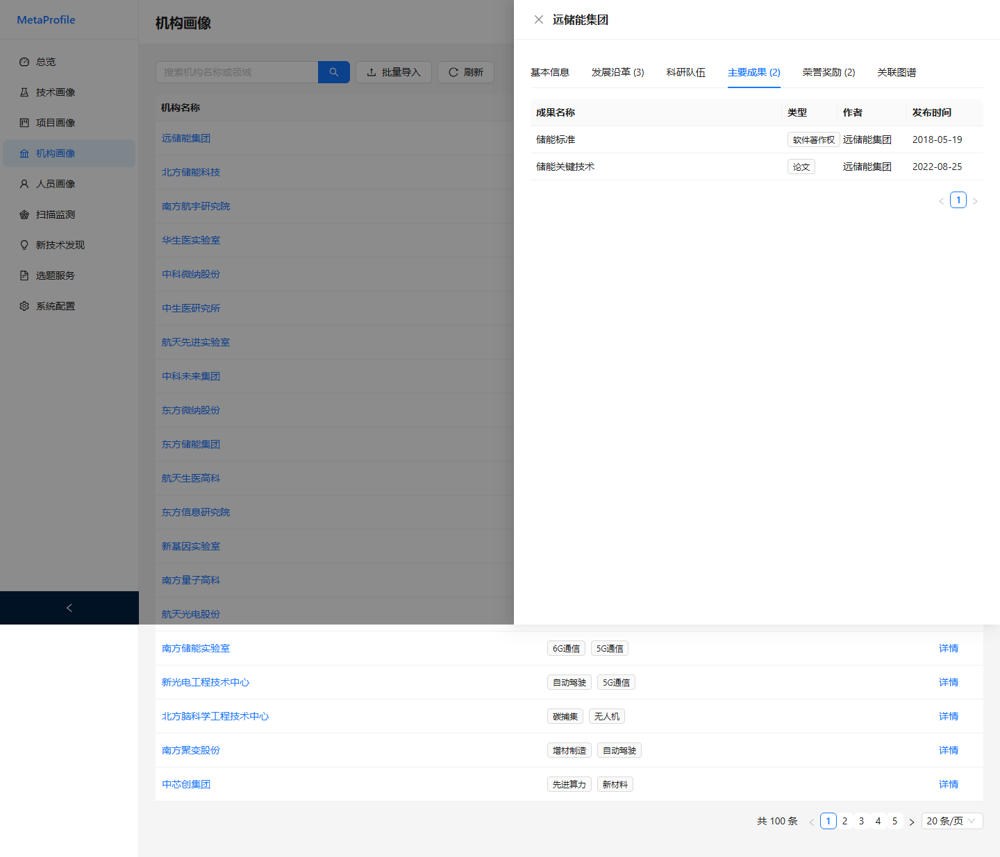 MetaProfile
总览
技术画像
项目画像
机构画像
人员画像
扫描监测
新技术发现
选题服务
系统配置
机构画像
搜索机构名称或领域
批量导入
刷新
机构名称
远储能集团
北方储能科技
南方航宇研究院
华生医实验室
中科微纳股份
中生医研究所
航天先进实验室
中科未来集团
东方微纳股份
东方储能集团
航天生医高科
东方信息研究院
新基因实验室
南方量子高科
航天光电股份
南方储能实验室 6G通信 5G通信 详情
新光电工程技术中心 自动驾驶 5G通信 详情
北方脑科学工程技术中心 碳捕集 无人机 详情
南方聚变股份 增材制造 自动驾驶 详情
中芯创集团 先进算力 新材料 详情
共 100 条 1 2 3 4 5 20 条/页
远储能集团
基本信息 发展沿革 (3) 科研队伍 主要成果 (2) 荣誉奖励 (2) 关联图谱
成果名称 类型 作者 发布时间
储能标准 软件著作权 远储能集团 2018-05-19
储能关键技术 论文 远储能集团 2022-08-25
1